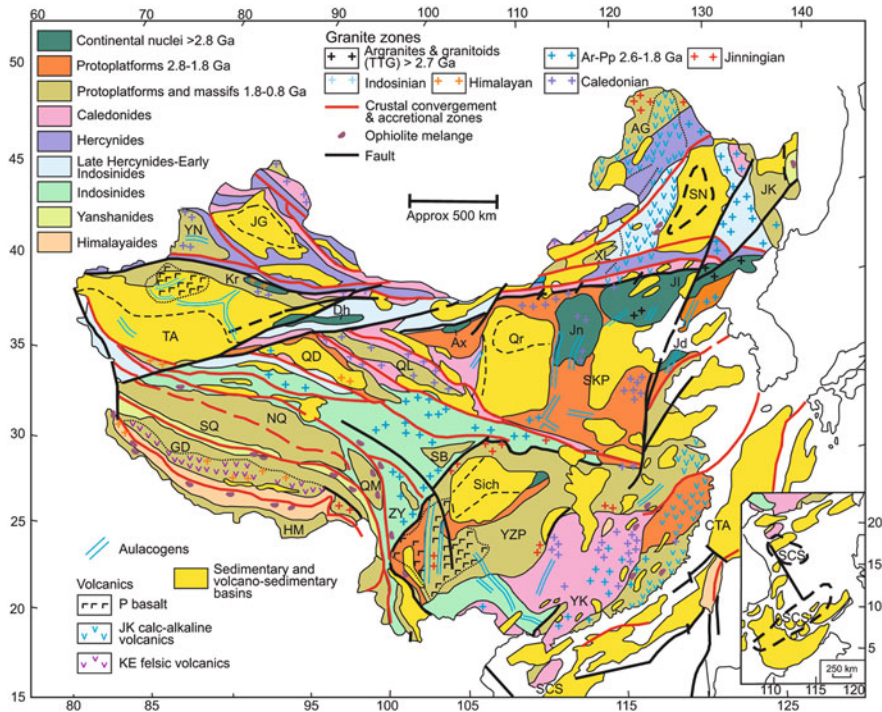 60 70 80 90 100 110 120 130 140
Continental nuclei >2.8 Ga
Protoplatforms 2.8-1.8 Ga
Protoplatforms and massifs 1.8-0.8 Ga
Caledonides
Hercynides
Late Hercynides-Early
Indosinides
Indosinides
Yanshanides
Himalayaides
Granite zones
Argranites & granitoids
(TTG) > 2.7 Ga
Ar-Pp 2.6-1.8 Ga
Jinningian
Indosinian
Himalayan
Caledonian
Crustal convergement
& accretional zones
Ophiolite melange
Fault
Approx 500 km
50
45
40
35
30
25
20
15
AG
SN
JK
XL
JG
YN
Kr
TA
Dh
Ax
Qr
Jn
Jl
Jd
QD
QL
SKP
SQ
NQ
GD
SB
QM
ZY
Sich
YZP
HM
YK
CTA
SCS
SCS
SCS
20
15
10
5
250 km
110 115 120
Aulacogens
Volcanics
P basalt
JK calc-alkaline
volcanics
KE felsic volcanics
Sedimentary and
volcano-sedimentary
basins
80 85 90 95 100 105 115 125